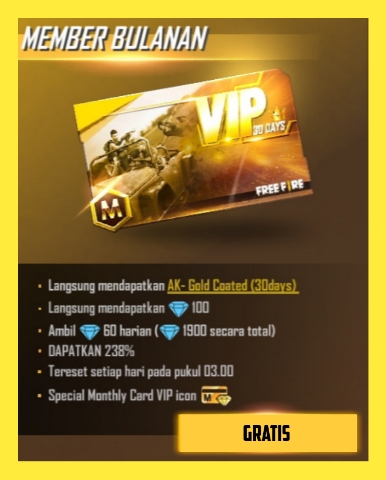 MEMBER BULANAN
VIP
30 DAYS
FREE FIRE
M
Langsung mendapatkan AK- Gold Coated (30days)
Langsung mendapatkan 100
Ambil 60 harian ( 1900 secara total)
DAPATKAN 238%
Tereset setiap hari pada pukul 03.00
Special Monthly Card VIP icon
GRATIS